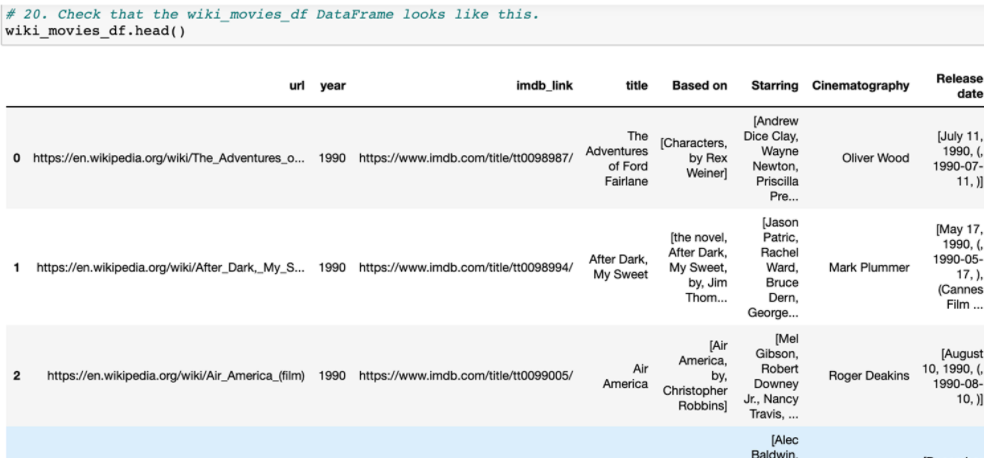 # 20. Check that the wiki_movies_df DataFrame looks like this.
wiki_movies_df.head()
url year imdb_link title Based on Starring Cinematography Release date
0 https://en.wikipedia.org/wiki/The_Adventures_o... 1990 https://www.imdb.com/title/tt0098987/ The Adventures of Ford Fairlane [Characters, by Rex Weiner] [Andrew Dice Clay, Wayne Newton, Priscilla Pre... Oliver Wood [July 11, 1990, (, 1990-07-11, )]
1 https://en.wikipedia.org/wiki/After_Dark,_My_S... 1990 https://www.imdb.com/title/tt0098994/ After Dark, My Sweet [the novel, After Dark, My Sweet, by, Jim Thom... [Jason Patric, Rachel Ward, Bruce Dern, George... Mark Plummer [May 17, 1990, (, 1990-05-17, ), (Cannes Film ...
2 https://en.wikipedia.org/wiki/Air_America_(film) 1990 https://www.imdb.com/title/tt0099005/ Air America [Air America, by, Christopher Robbins] [Mel Gibson, Robert Downey Jr., Nancy Travis, ... Roger Deakins [August 10, 1990, (, 1990-08-10, )]
[Alec Baldwin,